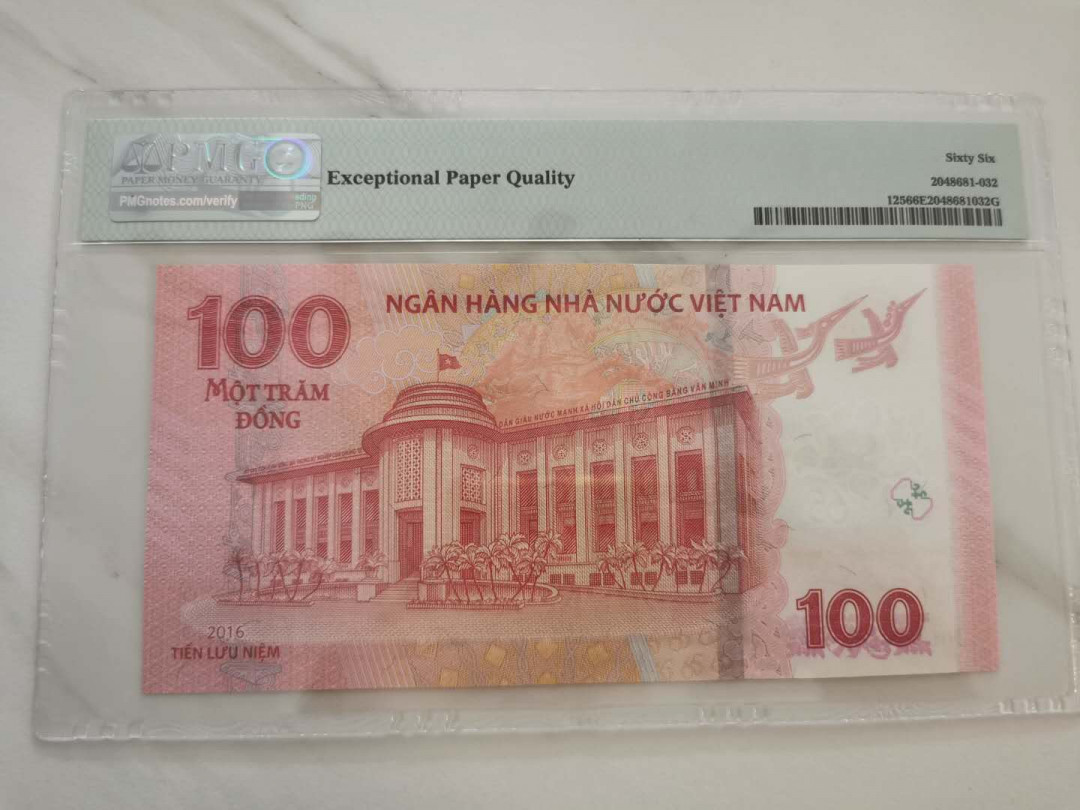 PMG
PAPER MONEY GUARANTY
PMGnotes.com/verify
Exceptional Paper Quality
Sixty Six
2048681-032
12566E2048681032G
100
MỘT TRĂM
ĐỒNG
NGÂN HÀNG NHÀ NƯỚC VIỆT NAM
DÂN GIÀU NƯỚC MẠNH XÃ HỘI DÂN CHỦ CÔNG BẰNG VĂN MINH
2016
TIỀN LƯU NIỆM
100